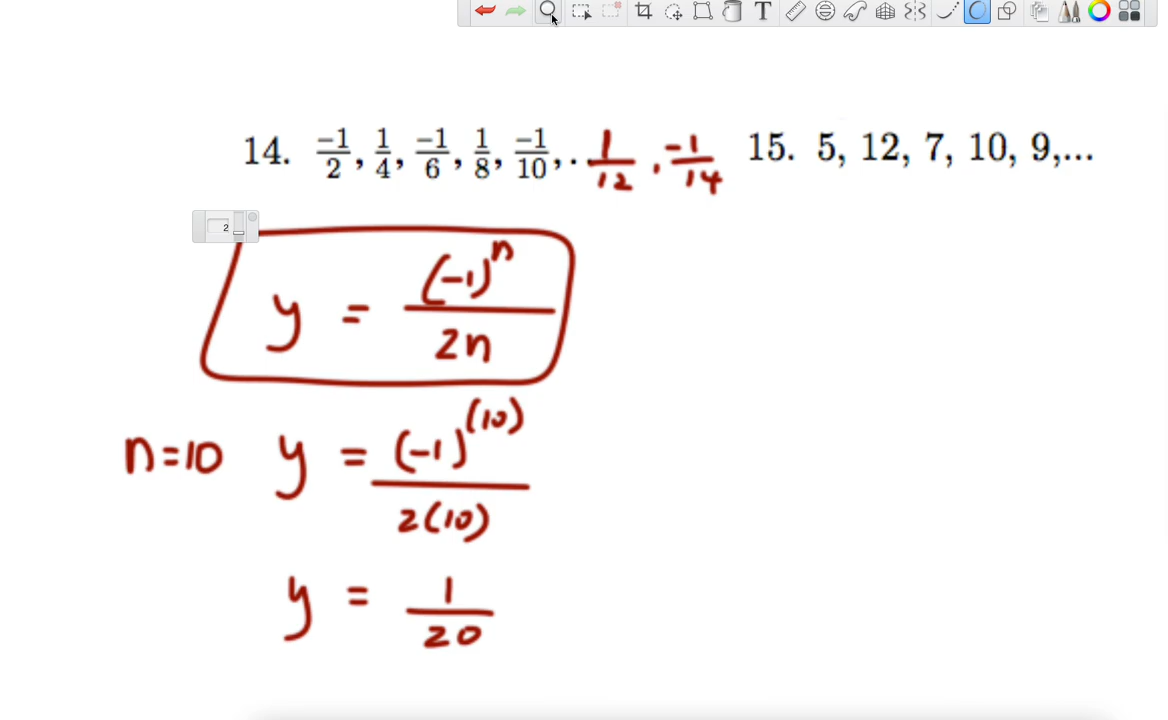 14. -1/2, 1/4, -1/6, 1/8, -1/10, . 1/12, -1/14 15. 5, 12, 7, 10, 9,...
2
y = (-1)^n / 2n
n=10 y = (-1)^(10) / 2(10)
y = 1/20
T